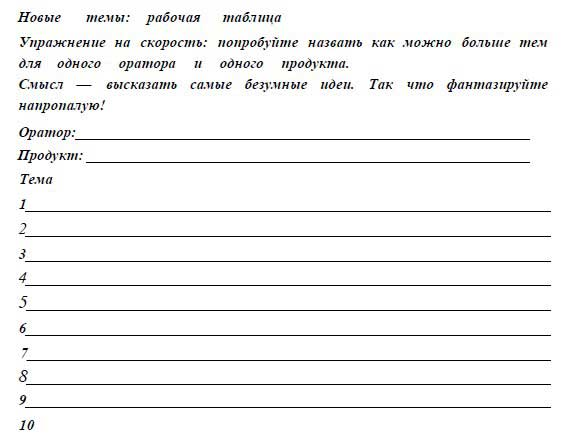 Новые темы: рабочая таблица
Упражнение на скорость: попробуйте назвать как можно больше тем
для одного оратора и одного продукта.
Смысл — высказать самые безумные идеи. Так что фантазируйте
напропалую!
Оратор:
Продукт:
Тема
1
2
3
4
5
6
7
8
9
10